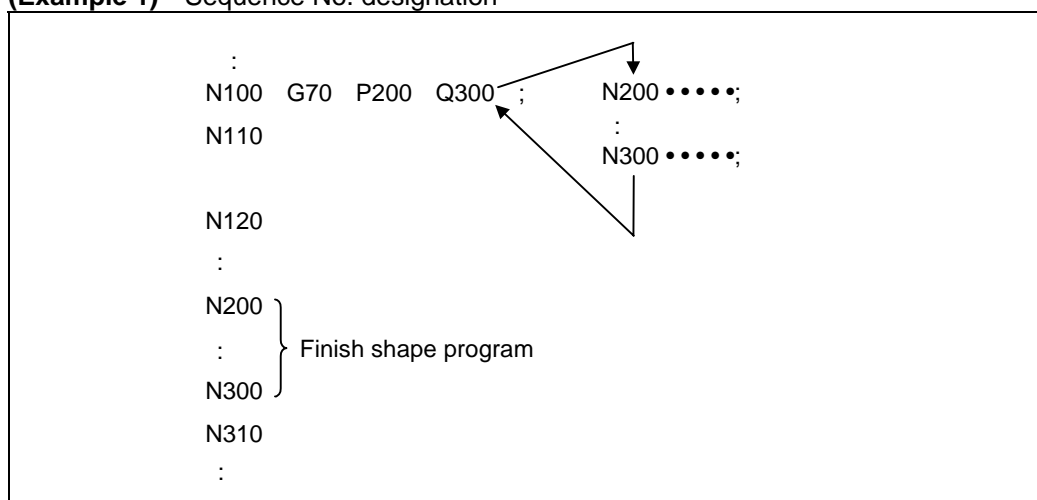 (Example 1) Sequence No. designation
:
N100 G70 P200 Q300 ; N200 •••••;
N110 :
N300 •••••;
N120
:
N200
: Finish shape program
N300
N310
: